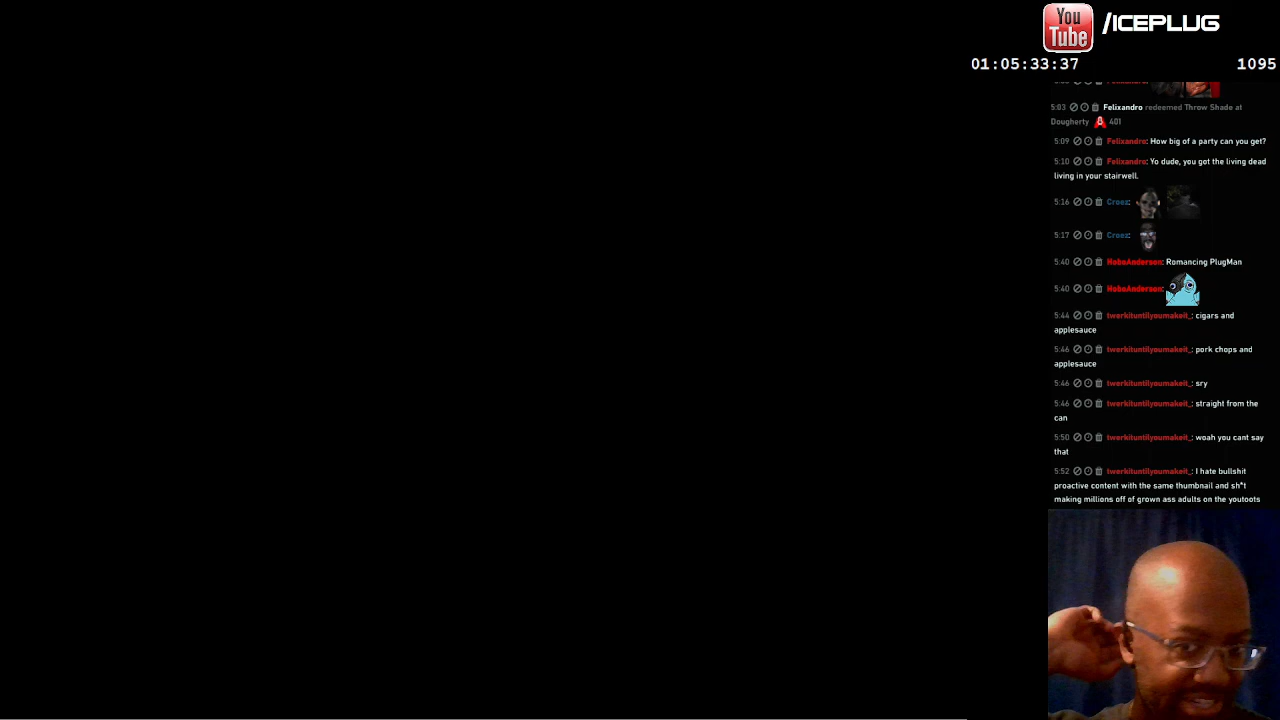 You
Tube
/ICEPLUG
01:05:33:37
1095
5:03 Felixandro redeemed Throw Shade at
Dougherty 401
5:09 Felixandro: How big of a party can you get?
5:10 Felixandro: Yo dude, you got the living dead
living in your stairwell.
5:16 Croez:
5:17 Croez:
5:40 HoboAnderson: Romancing PlugMan
5:40 HoboAnderson:
5:44 twerkituntilyoumakeit_: cigars and
applesauce
5:46 twerkituntilyoumakeit_: pork chops and
applesauce
5:46 twerkituntilyoumakeit_: sry
5:46 twerkituntilyoumakeit_: straight from the
can
5:50 twerkituntilyoumakeit_: woah you cant say
that
5:52 twerkituntilyoumakeit_: I hate bullshit
proactive content with the same thumbnail and sh*t
making millions off of grown ass adults on the youtoots